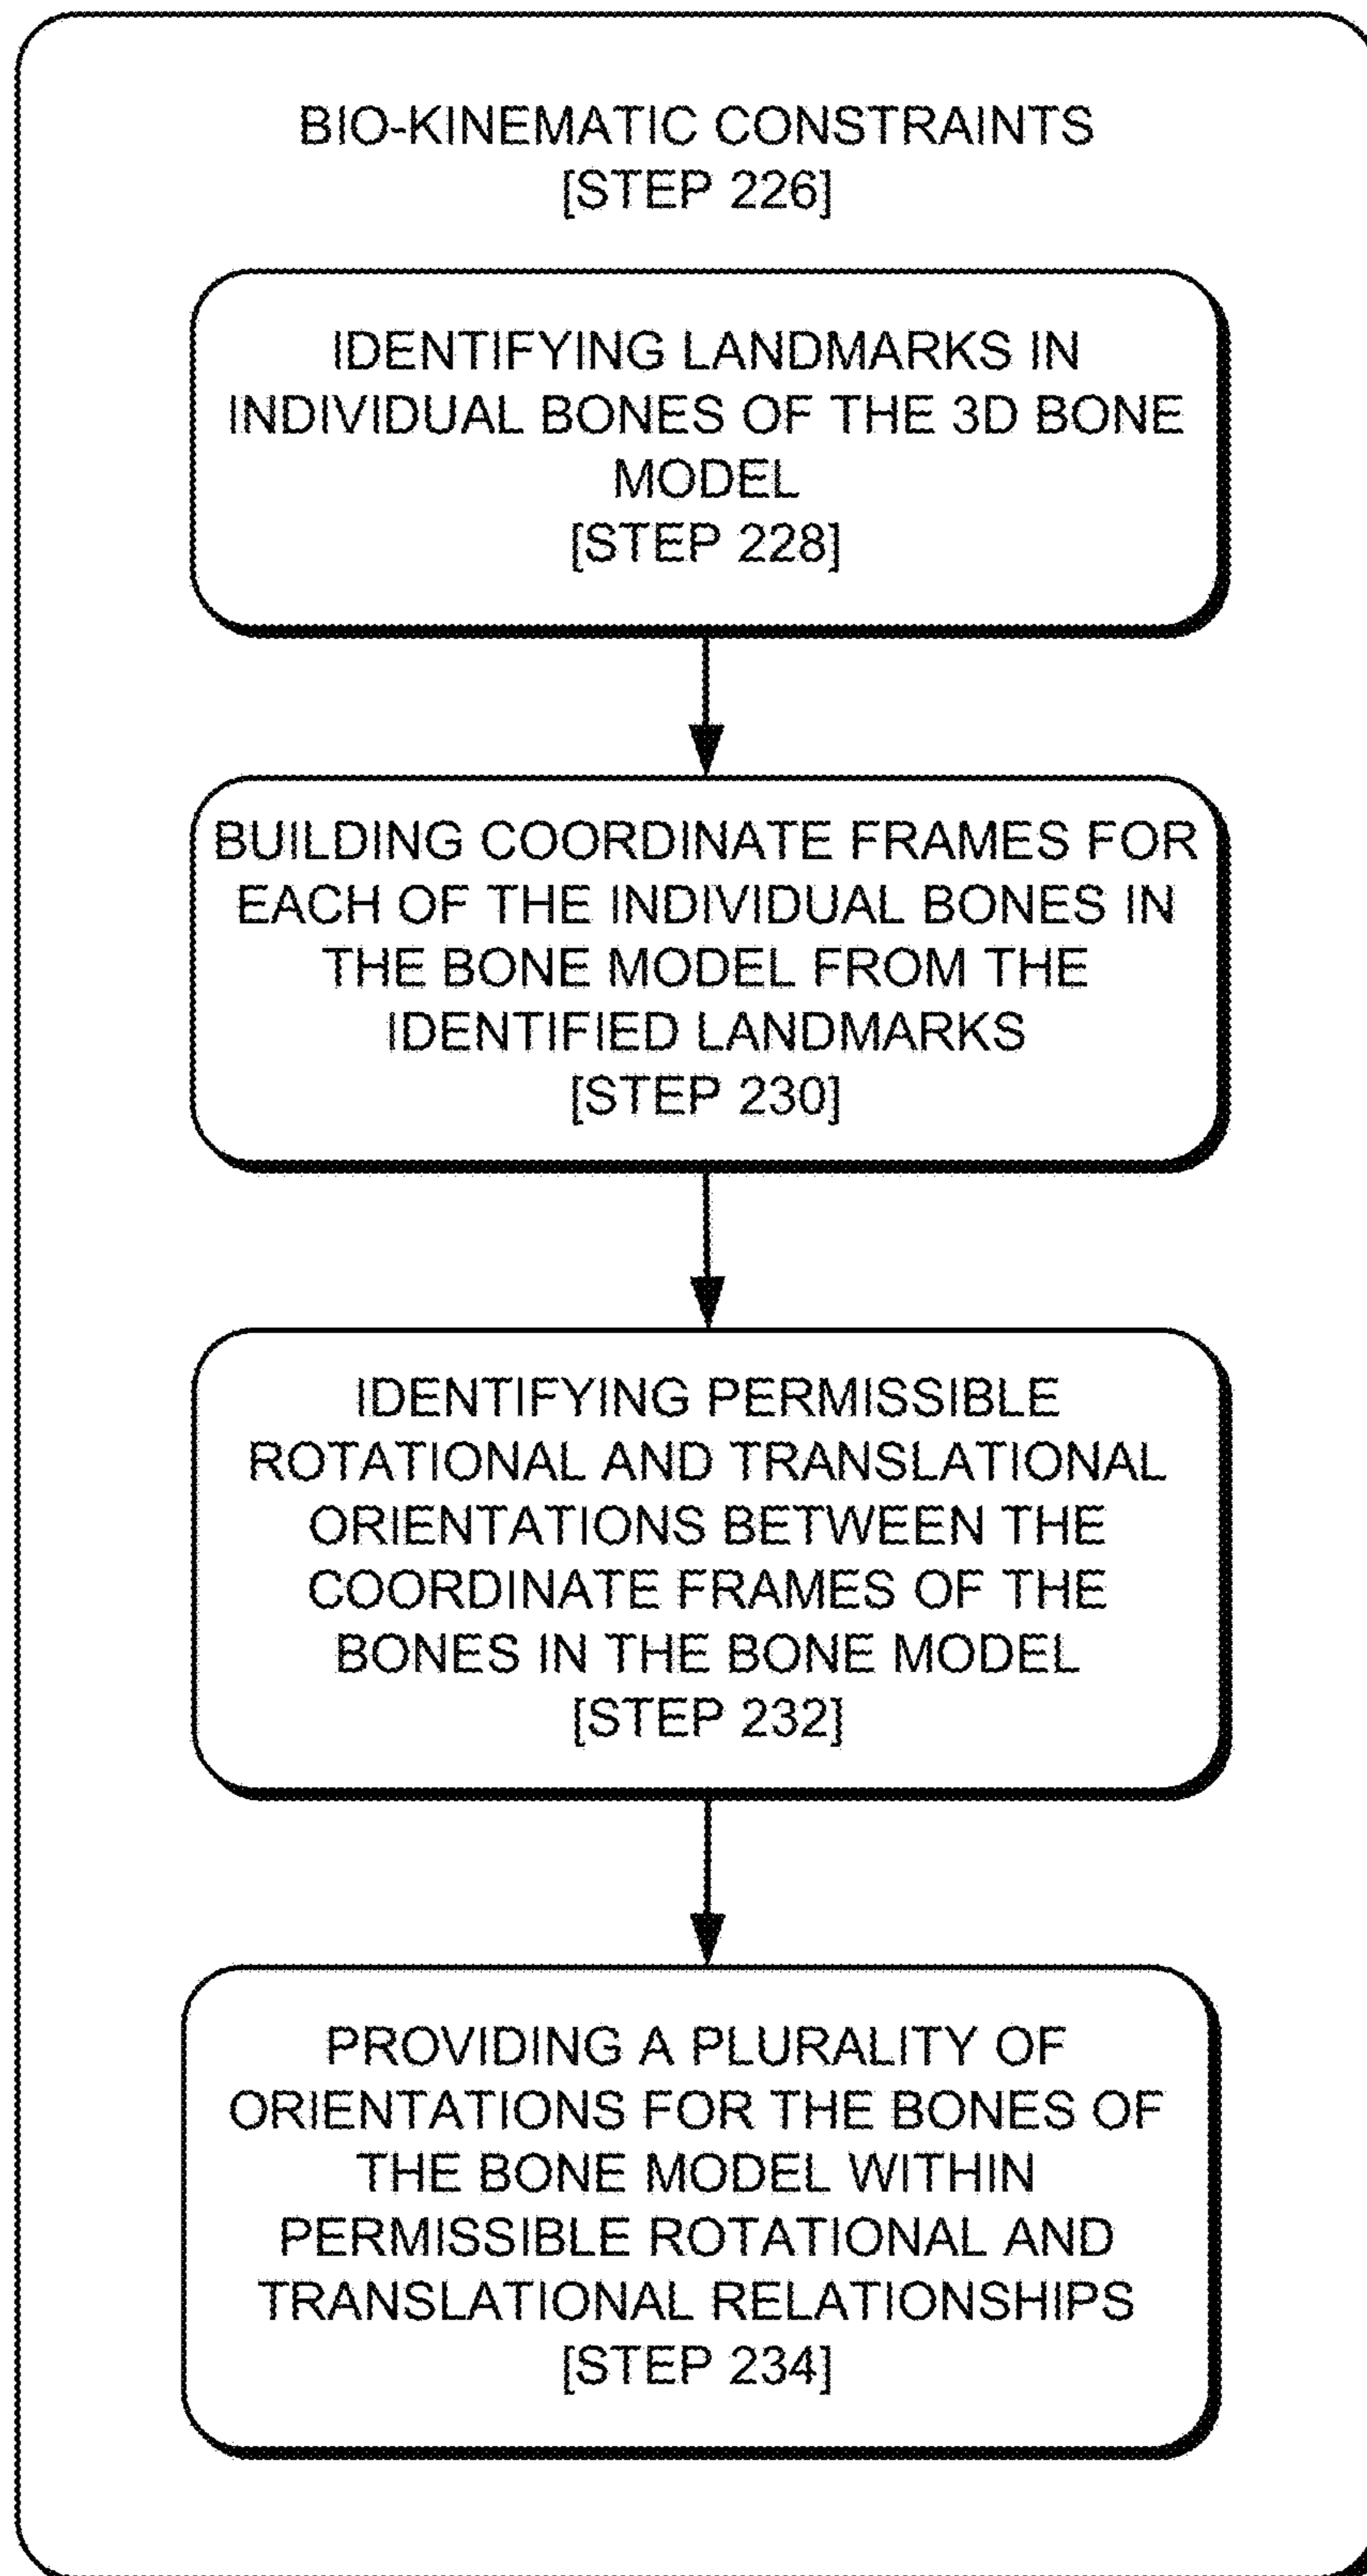 BIO-KINEMATIC CONSTRAINTS
[STEP 226]
IDENTIFYING LANDMARKS IN
INDIVIDUAL BONES OF THE 3D BONE
MODEL
[STEP 228]
BUILDING COORDINATE FRAMES FOR
EACH OF THE INDIVIDUAL BONES IN
THE BONE MODEL FROM THE
IDENTIFIED LANDMARKS
[STEP 230]
IDENTIFYING PERMISSIBLE
ROTATIONAL AND TRANSLATIONAL
ORIENTATIONS BETWEEN THE
COORDINATE FRAMES OF THE
BONES IN THE BONE MODEL
[STEP 232]
PROVIDING A PLURALITY OF
ORIENTATIONS FOR THE BONES OF
THE BONE MODEL WITHIN
PERMISSIBLE ROTATIONAL AND
TRANSLATIONAL RELATIONSHIPS
[STEP 234]